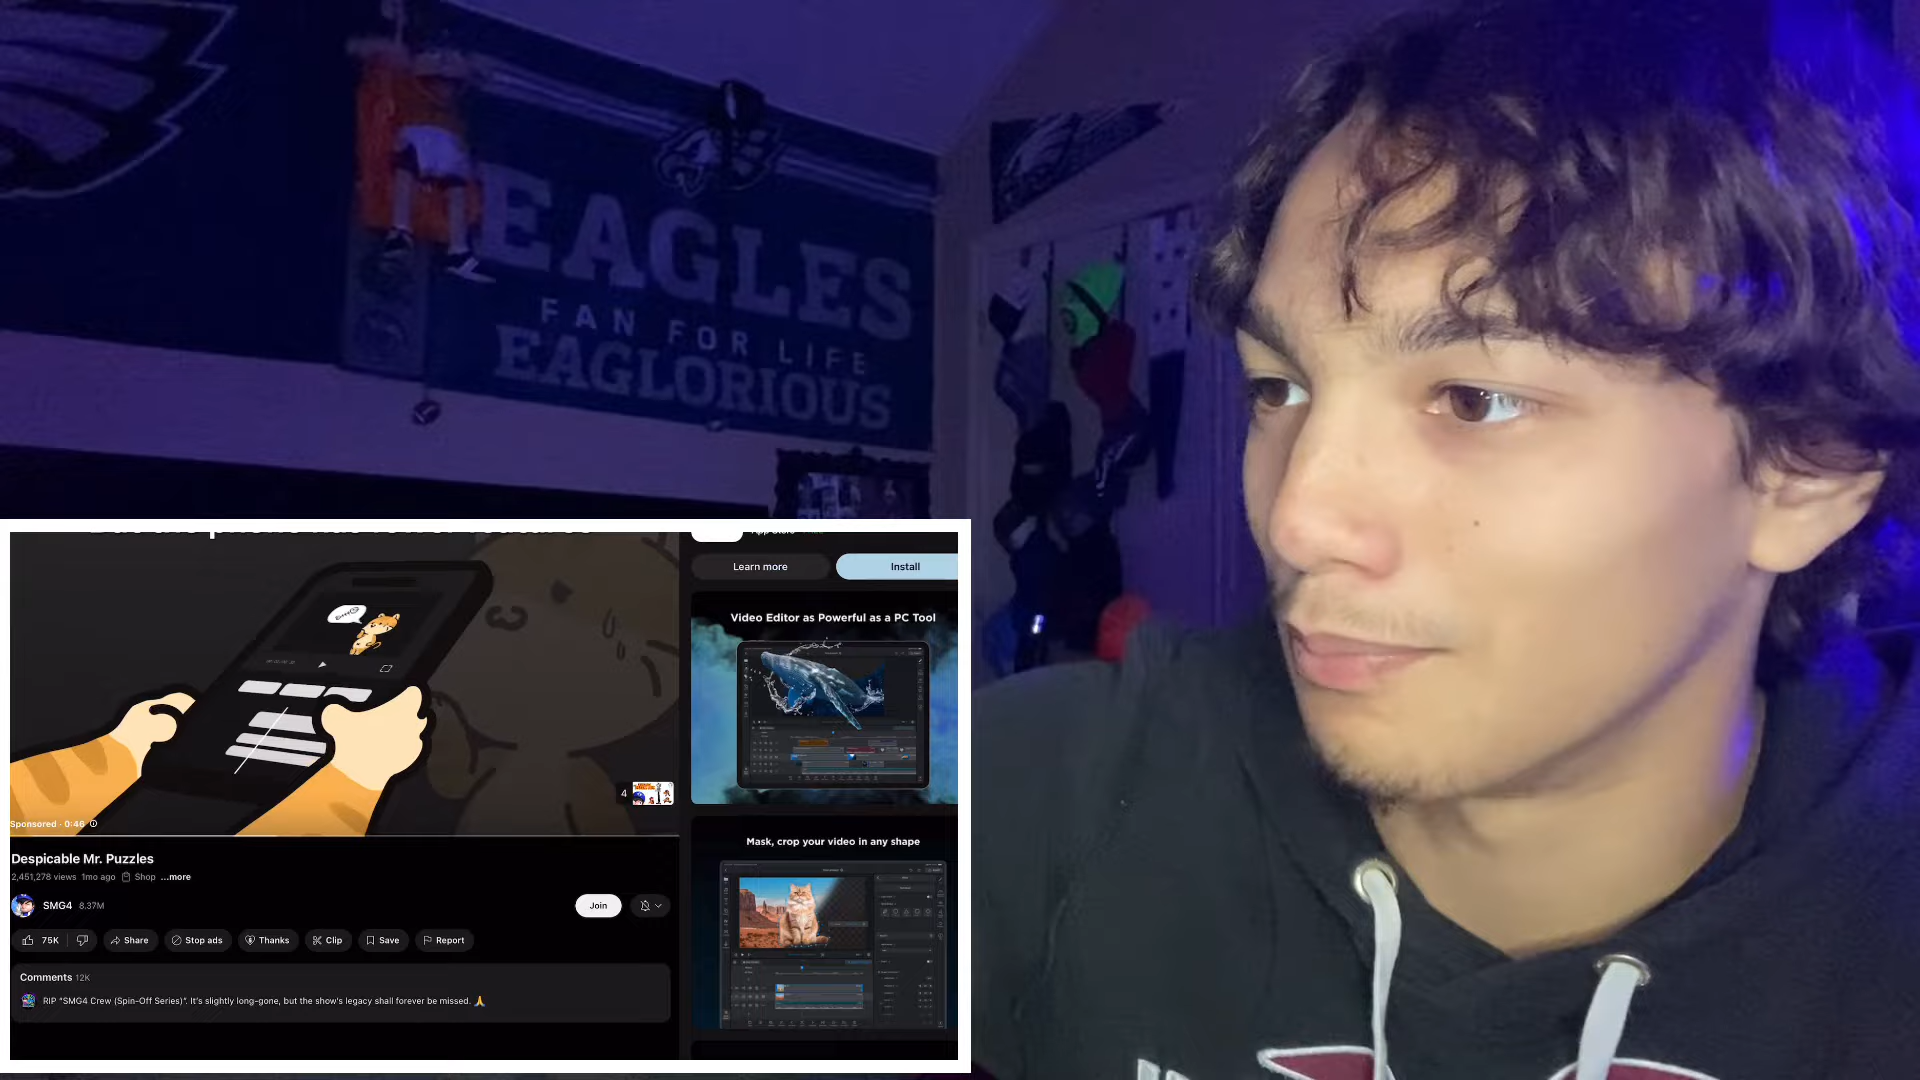 EAGLES
FAN FOR LIFE
EAGLORIOUS
Learn more
Install
Video Editor as Powerful as a PC Tool
4
Sponsored · 0:46
Mask, crop your video in any shape
Despicable Mr. Puzzles
2,451,278 views 1mo ago Shop ...more
SMG4 8.37M
Join
75K Share Stop ads Thanks Clip Save Report
Comments 12K
RIP "SMG4 Crew (Spin-Off Series)". It's slightly long-gone, but the show's legacy shall forever be missed. 🙏